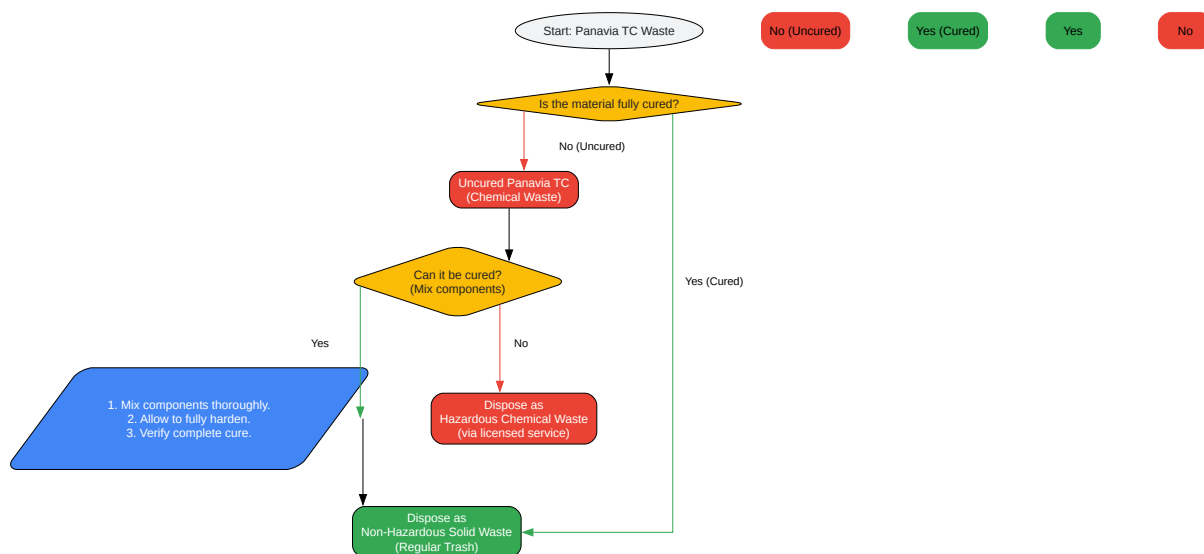 Start: Panavia TC Waste
No (Uncured)
Yes (Cured)
Yes
No
Is the material fully cured?
No (Uncured)
Uncured Panavia TC
(Chemical Waste)
Can it be cured?
(Mix components)
Yes (Cured)
Yes
No
1. Mix components thoroughly.
2. Allow to fully harden.
3. Verify complete cure.
Dispose as
Hazardous Chemical Waste
(via licensed service)
Dispose as
Non-Hazardous Solid Waste
(Regular Trash)